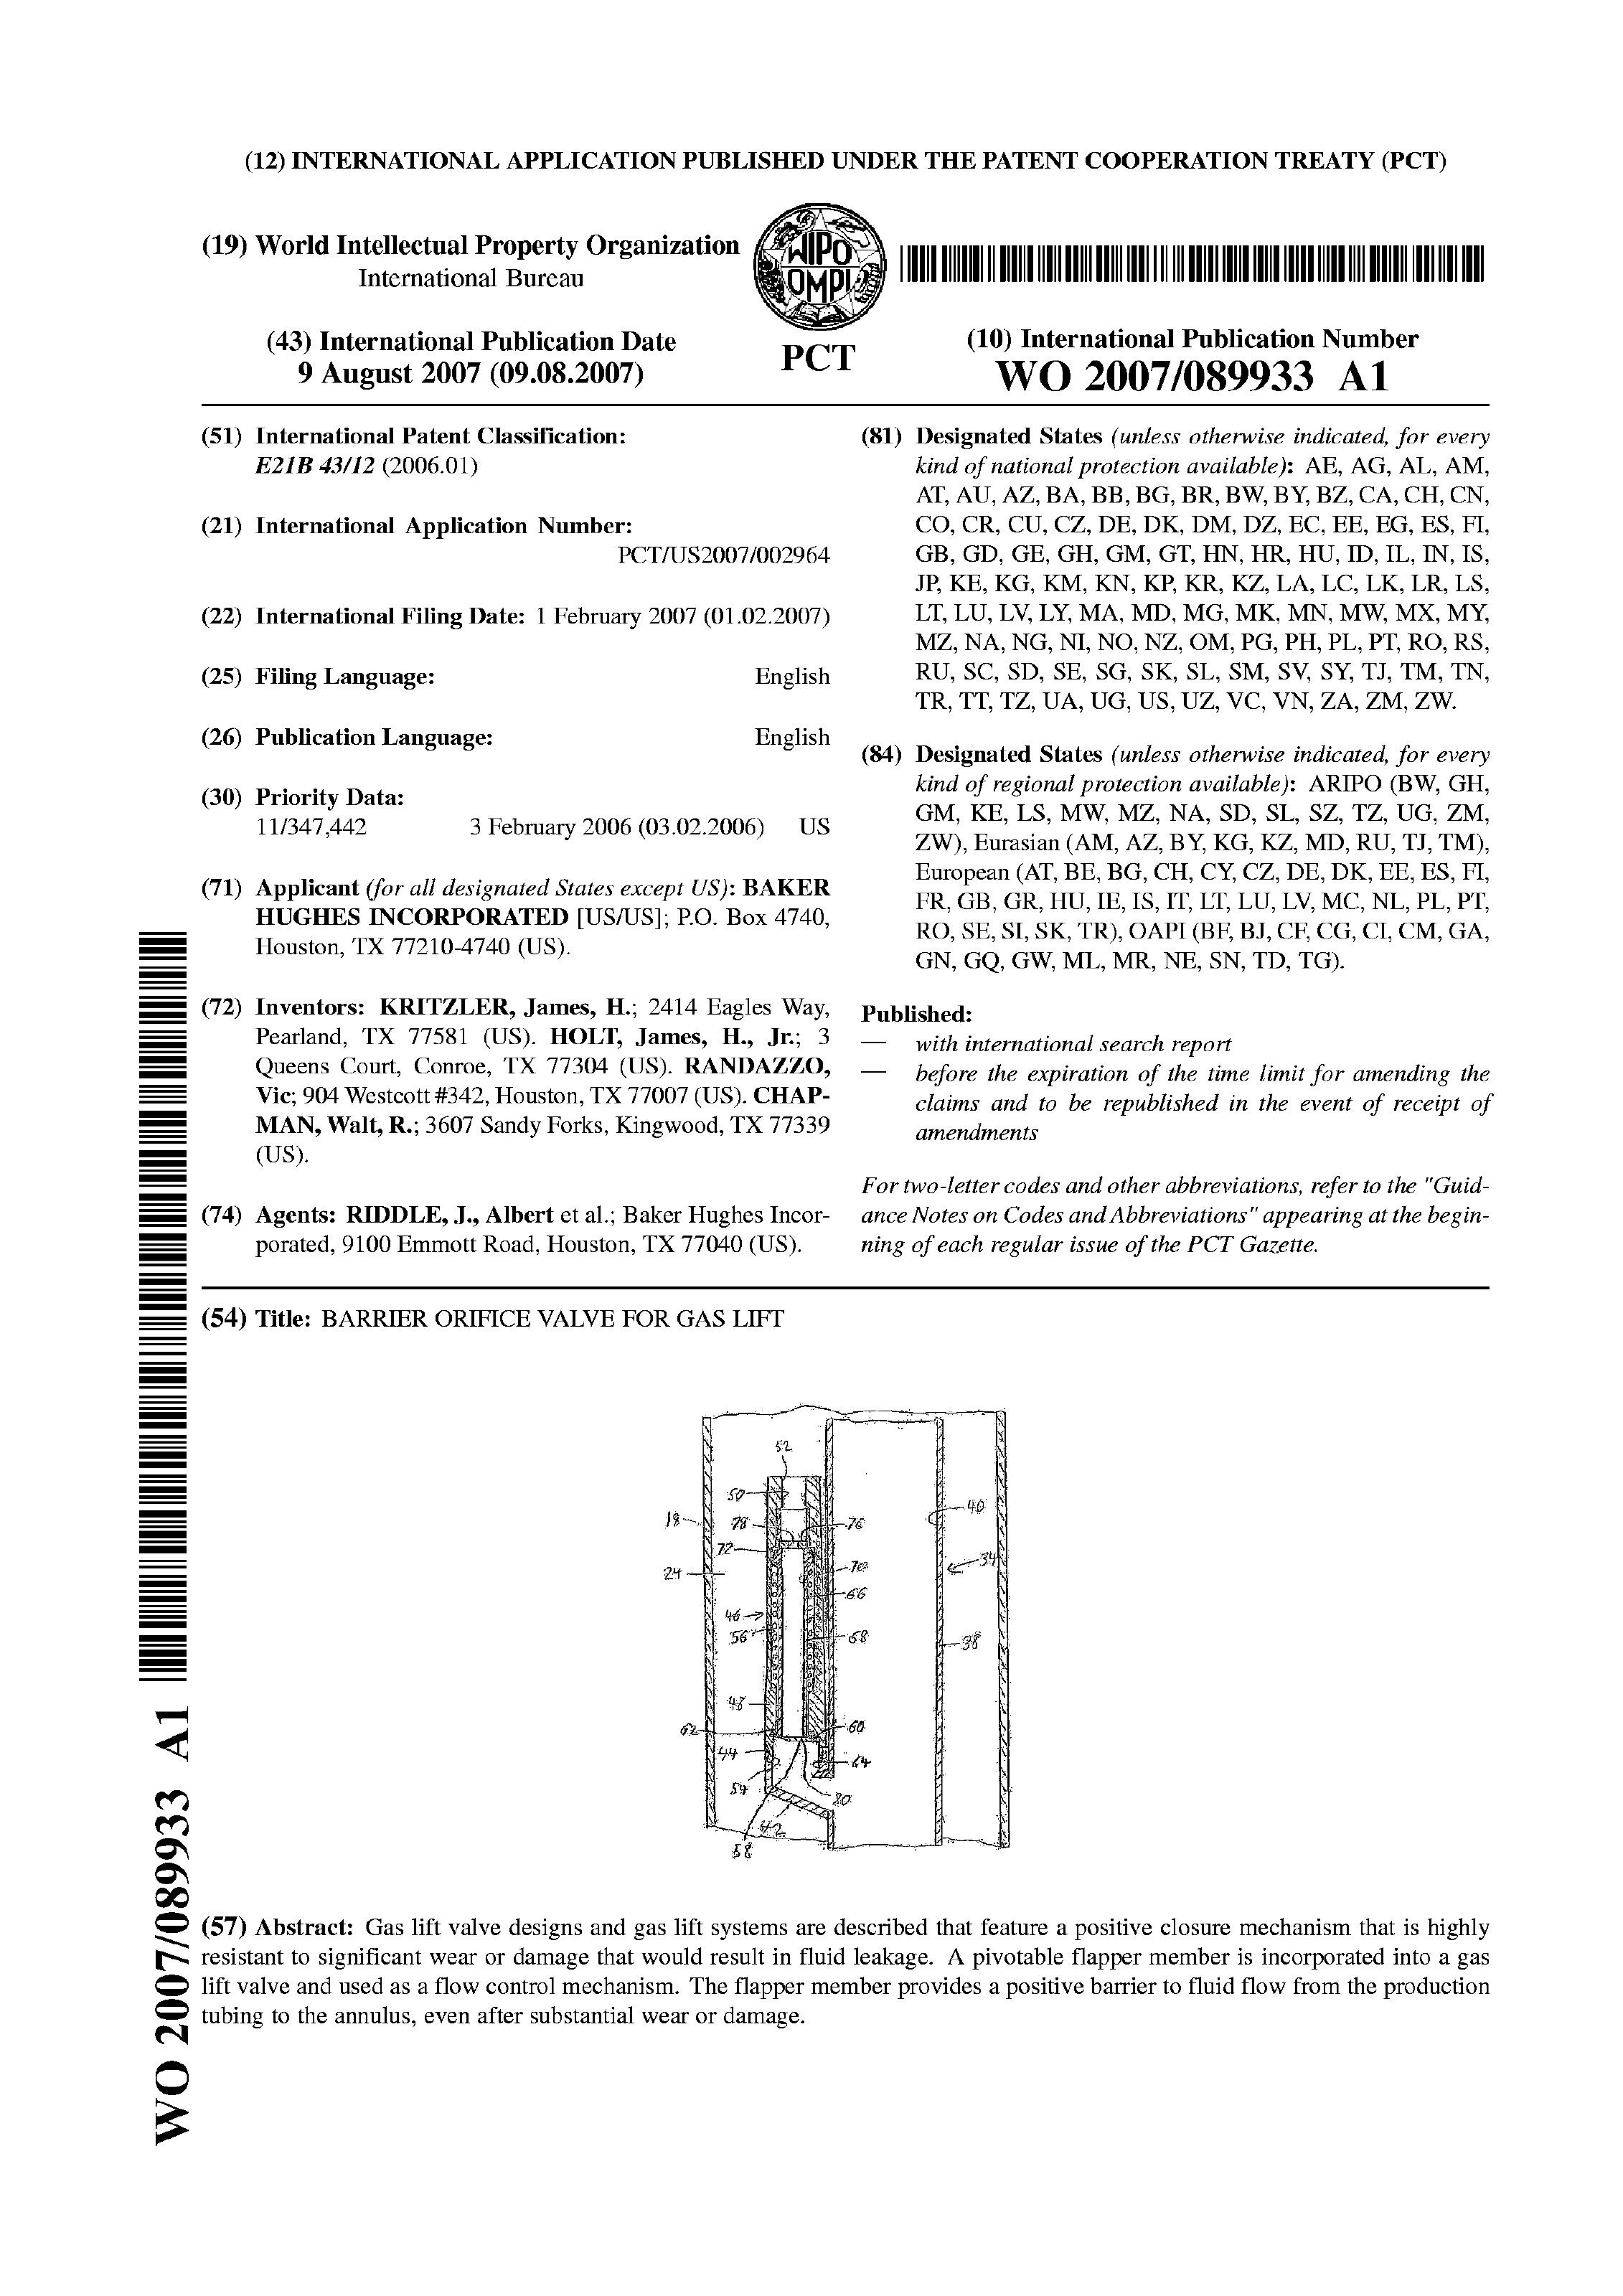 (12) INTERNATIONAL APPLICATION PUBLISHED UNDER THE PATENT COOPERATION TREATY (PCT)
(19) World Intellectual Property Organization
International Bureau
WIPO
OMPI
PCT
(43) International Publication Date
9 August 2007 (09.08.2007)
(10) International Publication Number
WO 2007/089933 A1
(51) International Patent Classification:
E21B 43/12 (2006.01)
(21) International Application Number:
PCT/US2007/002964
(22) International Filing Date: 1 February 2007 (01.02.2007)
(25) Filing Language: English
(26) Publication Language: English
(30) Priority Data:
11/347,442 3 February 2006 (03.02.2006) US
(71) Applicant (for all designated States except US): BAKER
HUGHES INCORPORATED [US/US]; P.O. Box 4740,
Houston, TX 77210-4740 (US).
(72) Inventors: KRITZLER, James, H.; 2414 Eagles Way,
Pearland, TX 77581 (US). HOLT, James, H., Jr.; 3
Queens Court, Conroe, TX 77304 (US). RANDAZZO,
Vic; 904 Westcott #342, Houston, TX 77007 (US). CHAP-
MAN, Walt, R.; 3607 Sandy Forks, Kingwood, TX 77339
(US).
(74) Agents: RIDDLE, J., Albert et al.; Baker Hughes Incor-
porated, 9100 Emmott Road, Houston, TX 77040 (US).
(81) Designated States (unless otherwise indicated, for every
kind of national protection available): AE, AG, AL, AM,
AT, AU, AZ, BA, BB, BG, BR, BW, BY, BZ, CA, CH, CN,
CO, CR, CU, CZ, DE, DK, DM, DZ, EC, EE, EG, ES, FI,
GB, GD, GE, GH, GM, GT, HN, HR, HU, ID, IL, IN, IS,
JP, KE, KG, KM, KN, KP, KR, KZ, LA, LC, LK, LR, LS,
LT, LU, LV, LY, MA, MD, MG, MK, MN, MW, MX, MY,
MZ, NA, NG, NI, NO, NZ, OM, PG, PH, PL, PT, RO, RS,
RU, SC, SD, SE, SG, SK, SL, SM, SV, SY, TJ, TM, TN,
TR, TT, TZ, UA, UG, US, UZ, VC, VN, ZA, ZM, ZW.
(84) Designated States (unless otherwise indicated, for every
kind of regional protection available): ARIPO (BW, GH,
GM, KE, LS, MW, MZ, NA, SD, SL, SZ, TZ, UG, ZM,
ZW), Eurasian (AM, AZ, BY, KG, KZ, MD, RU, TJ, TM),
European (AT, BE, BG, CH, CY, CZ, DE, DK, EE, ES, FI,
FR, GB, GR, HU, IE, IS, IT, LT, LU, LV, MC, NL, PL, PT,
RO, SE, SI, SK, TR), OAPI (BF, BJ, CF, CG, CI, CM, GA,
GN, GQ, GW, ML, MR, NE, SN, TD, TG).
Published:
— with international search report
— before the expiration of the time limit for amending the
claims and to be republished in the event of receipt of
amendments
For two-letter codes and other abbreviations, refer to the "Guid-
ance Notes on Codes and Abbreviations" appearing at the begin-
ning of each regular issue of the PCT Gazette.
(54) Title: BARRIER ORIFICE VALVE FOR GAS LIFT
52
50
40
18
78
76
72
34
24
70
66
46
56
68
38
48
62
60
44
64
54
80
42
58
(57) Abstract: Gas lift valve designs and gas lift systems are described that feature a positive closure mechanism that is highly
resistant to significant wear or damage that would result in fluid leakage. A pivotable flapper member is incorporated into a gas
lift valve and used as a flow control mechanism. The flapper member provides a positive barrier to fluid flow from the production
tubing to the annulus, even after substantial wear or damage.
WO 2007/089933 A1